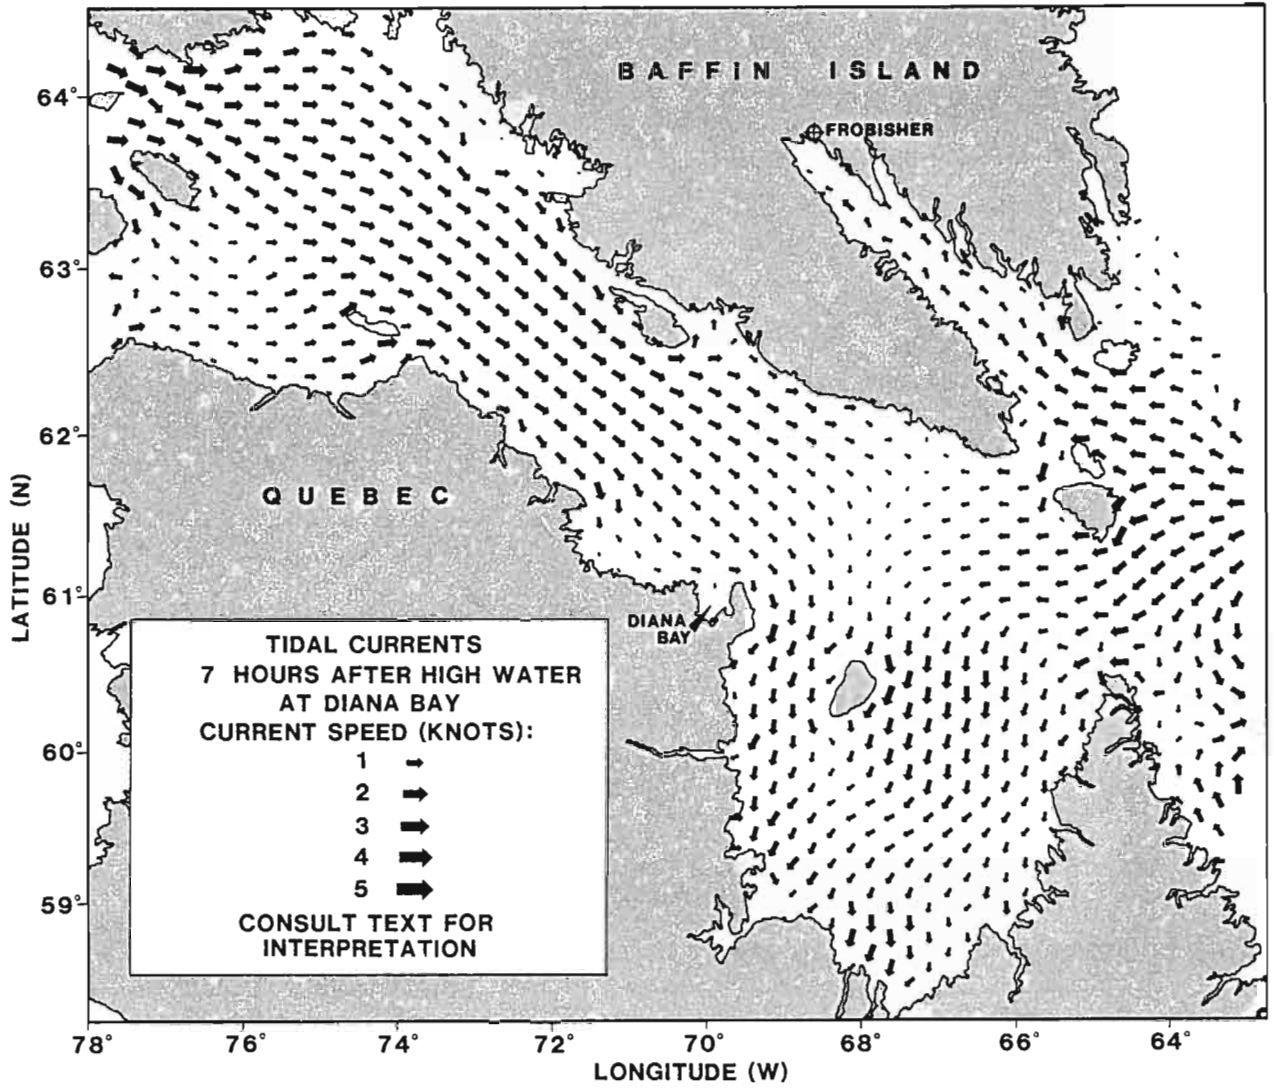 BAFFIN ISLAND
64°
FROBISHER
63°
62°
QUEBEC
LATITUDE (N)
61°
DIANA
BAY
TIDAL CURRENTS
7 HOURS AFTER HIGH WATER
AT DIANA BAY
CURRENT SPEED (KNOTS):
1
2
3
4
5
CONSULT TEXT FOR
INTERPRETATION
60°
59°
78° 76° 74° 72° 70° 68° 66° 64°
LONGITUDE (W)